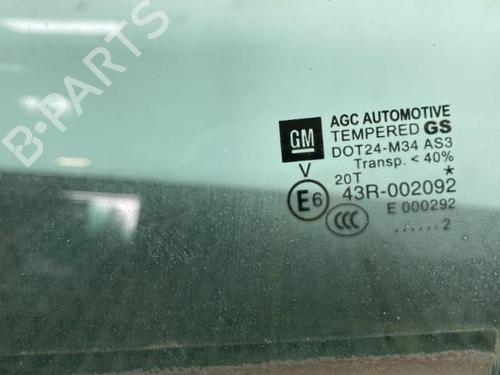 B-PARTS
GM
AGC AUTOMOTIVE
TEMPERED GS
DOT24-M34 AS3
Transp. < 40%
V
20T *
E6 43R-002092
CCC E 000292
......2